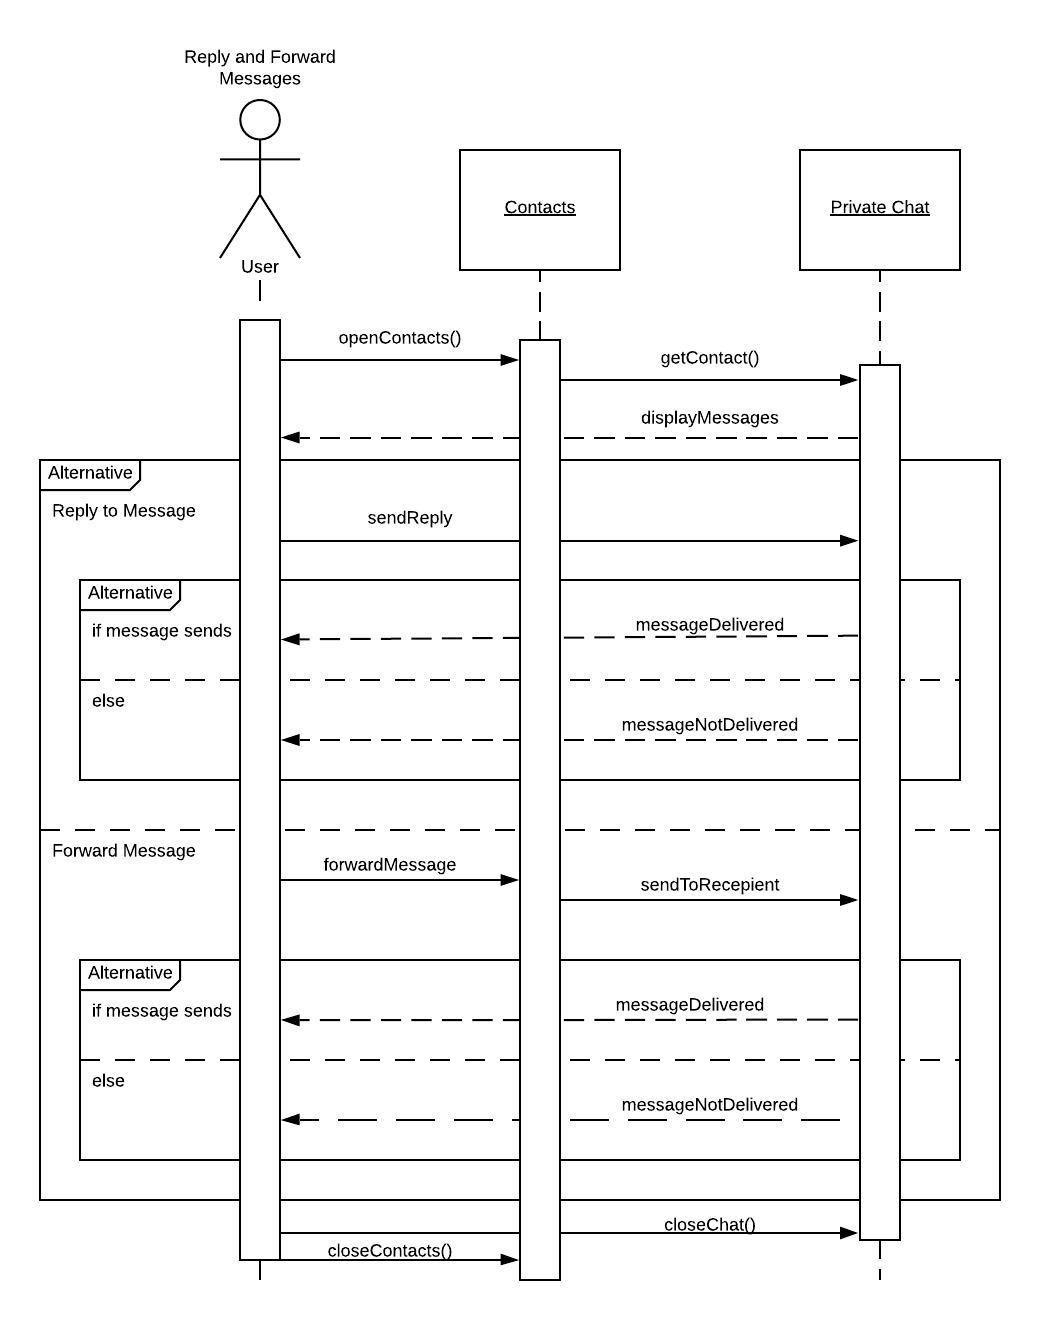 Reply and Forward
Messages
Contacts
Private Chat
User
openContacts()
getContact()
displayMessages
Alternative
Reply to Message
sendReply
Alternative
if message sends
messageDelivered
else
messageNotDelivered
Forward Message
forwardMessage
sendToRecepient
Alternative
if message sends
messageDelivered
else
messageNotDelivered
closeChat()
closeContacts()